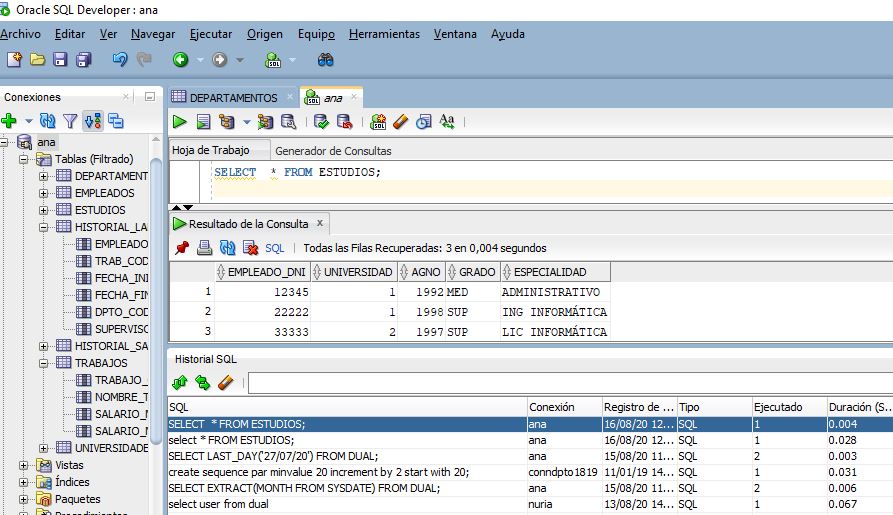 Oracle SQL Developer : ana
Archivo Editar Ver Navegar Ejecutar Origen Equipo Herramientas Ventana Ayuda
Conexiones
ana
Tablas (Filtrado)
DEPARTAMENT
EMPLEADOS
ESTUDIOS
HISTORIAL_LA
EMPLEADO
TRAB_COD
FECHA_INI
FECHA_FIN
DPTO_COD
SUPERVISO
HISTORIAL_SA
TRABAJOS
TRABAJO_
NOMBRE_T
SALARIO_M
SALARIO_M
UNIVERSIDADE
Vistas
Índices
Paquetes
Procedimientos
DEPARTAMENTOS
ana
Hoja de Trabajo Generador de Consultas
SELECT * FROM ESTUDIOS;
Resultado de la Consulta x
SQL | Todas las Filas Recuperadas: 3 en 0,004 segundos
EMPLEADO_DNI UNIVERSIDAD AGNO GRADO ESPECIALIDAD
1 12345 1 1992 MED ADMINISTRATIVO
2 22222 1 1998 SUP ING INFORMÁTICA
3 33333 2 1997 SUP LIC INFORMÁTICA
Historial SQL
SQL Conexión Registro de ... Tipo Ejecutado Duración (S...
SELECT * FROM ESTUDIOS; ana 16/08/20 12... SQL 1 0.004
select * FROM ESTUDIOS; ana 16/08/20 12... SQL 1 0.028
SELECT LAST_DAY('27/07/20') FROM DUAL; ana 15/08/20 11... SQL 2 0.003
create sequence par minvalue 20 increment by 2 start with 20; conndpto1819 11/01/19 14... SQL 1 0.031
SELECT EXTRACT(MONTH FROM SYSDATE) FROM DUAL; ana 15/08/20 11... SQL 2 0.006
select user from dual nuria 13/08/20 14... SQL 1 0.067